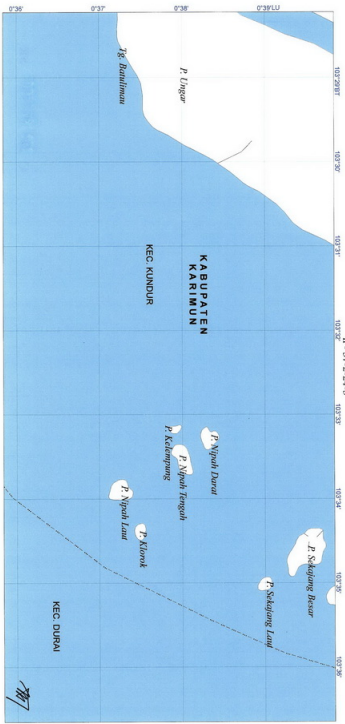 0°36'
0°37'
0°38'
0°39'LU
103°29'BT
103°30'
103°31'
103°32'
103°33'
103°34'
103°35'
103°36'
P. Ungar
Tg. Batulimau
KABUPATEN
KARIMUN
KEC. KUNDUR
P. Nipah Darat
P. Nipah Tengah
P. Kelempung
P. Nipah Laut
P. Klorok
P. Sekajang Besar
P. Sekajang Laut
KEC. DURAI